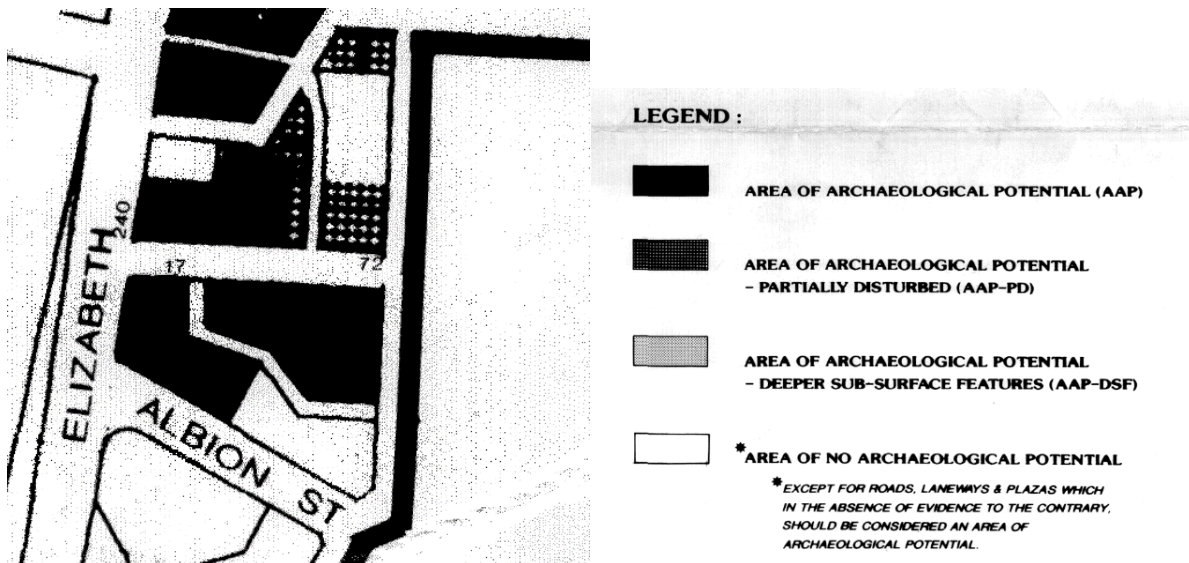 240
ELIZABETH
17
72
ALBION ST
LEGEND :
AREA OF ARCHAEOLOGICAL POTENTIAL (AAP)
AREA OF ARCHAEOLOGICAL POTENTIAL
- PARTIALLY DISTURBED (AAP-PD)
AREA OF ARCHAEOLOGICAL POTENTIAL
- DEEPER SUB-SURFACE FEATURES (AAP-DSF)
*AREA OF NO ARCHAEOLOGICAL POTENTIAL
*EXCEPT FOR ROADS, LANEWAYS & PLAZAS WHICH
IN THE ABSENCE OF EVIDENCE TO THE CONTRARY,
SHOULD BE CONSIDERED AN AREA OF
ARCHAEOLOGICAL POTENTIAL.